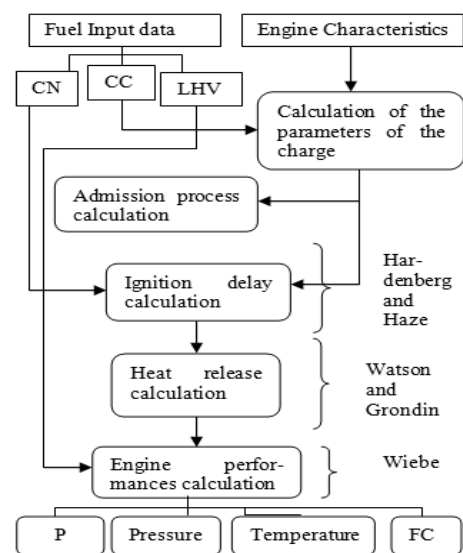 Fuel Input data
Engine Characteristics
CN
CC
LHV
Calculation of the
parameters of the
charge
Admission process
calculation
Har-
denberg
and
Haze
Ignition delay
calculation
Heat release
calculation
Watson
and
Grondin
Engine perfor-
mances calculation
Wiebe
P
Pressure
Temperature
FC